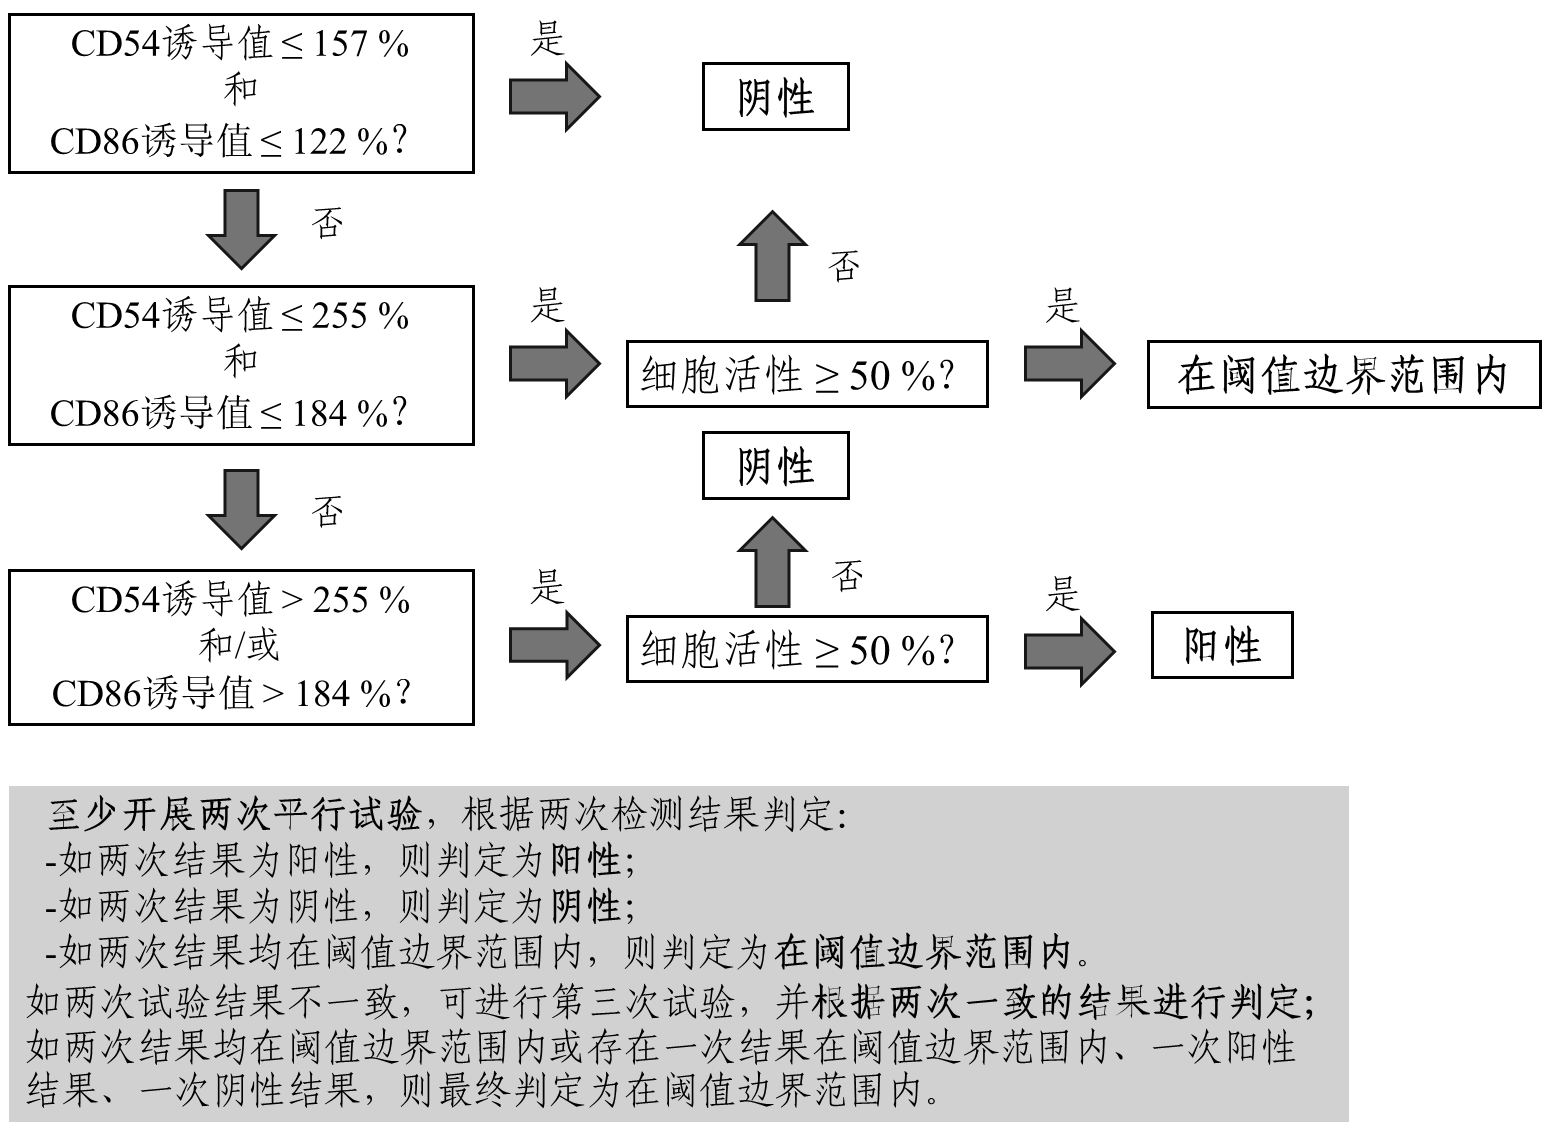 CD54诱导值 ≤ 157 %
和
CD86诱导值 ≤ 122 %?
是
阴性
否
否
CD54诱导值 ≤ 255 %
和
CD86诱导值 ≤ 184 %?
是
细胞活性 ≥ 50 %?
是
在阈值边界范围内
阴性
否
否
CD54诱导值 > 255 %
和/或
CD86诱导值 > 184 %?
是
细胞活性 ≥ 50 %?
是
阳性
至少开展两次平行试验，根据两次检测结果判定：
-如两次结果为阳性，则判定为阳性；
-如两次结果为阴性，则判定为阴性；
-如两次结果均在阈值边界范围内，则判定为在阈值边界范围内。
如两次试验结果不一致，可进行第三次试验，并根据两次一致的结果进行判定；
如两次结果均在阈值边界范围内或存在一次结果在阈值边界范围内、一次阳性
结果、一次阴性结果，则最终判定为在阈值边界范围内。